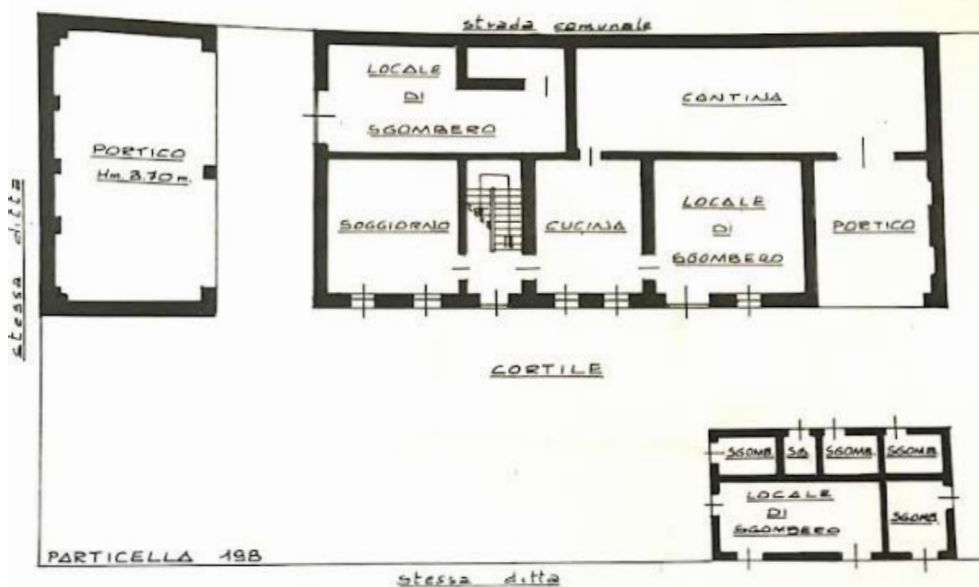 strada comunale
LOCALE
DI
SGOMBERO
CANTINA
PORTICO
Hm. 3.70 m.
stessa ditta
SOGGIORNO
CUCINA
LOCALE
DI
SGOMBERO
PORTICO
CORTILE
SGOMB.
SG.
SGOMB.
SGOMB.
LOCALE
DI
SGOMBERO
SGOMB.
PARTICELLA 198
stessa ditta